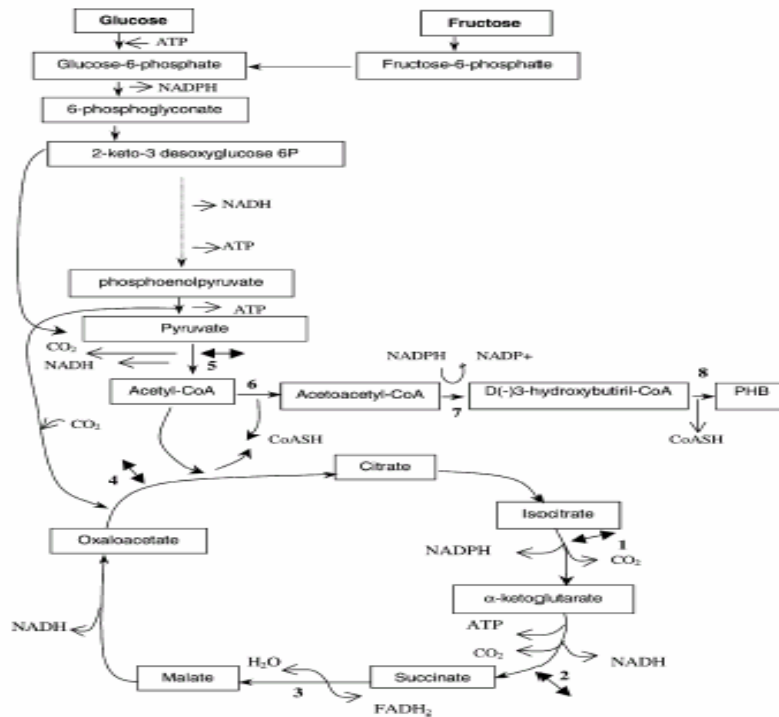 Glucose
Fructose
ATP
Glucose-6-phosphate
Fructose-6-phosphatie
NADPH
6-phosphoglyconate
2-keto-3 desoxyglucose 6P
NADH
ATP
phosphoenolpyruvate
ATP
Pyruvate
CO₂
NADH
5
NADPH
NADP+
Acetyl-CoA
6
Acetoacetyl-CoA
7
D(-)3-hydroxybutiril-CoA
8
PHB
CO₂
CoASH
CoASH
4
Citrate
Isocitrate
Oxaloacetate
NADPH
1
CO₂
α-ketoglutarate
NADH
ATP
CO₂
NADH
H₂O
2
Malate
3
Succinate
FADH₂